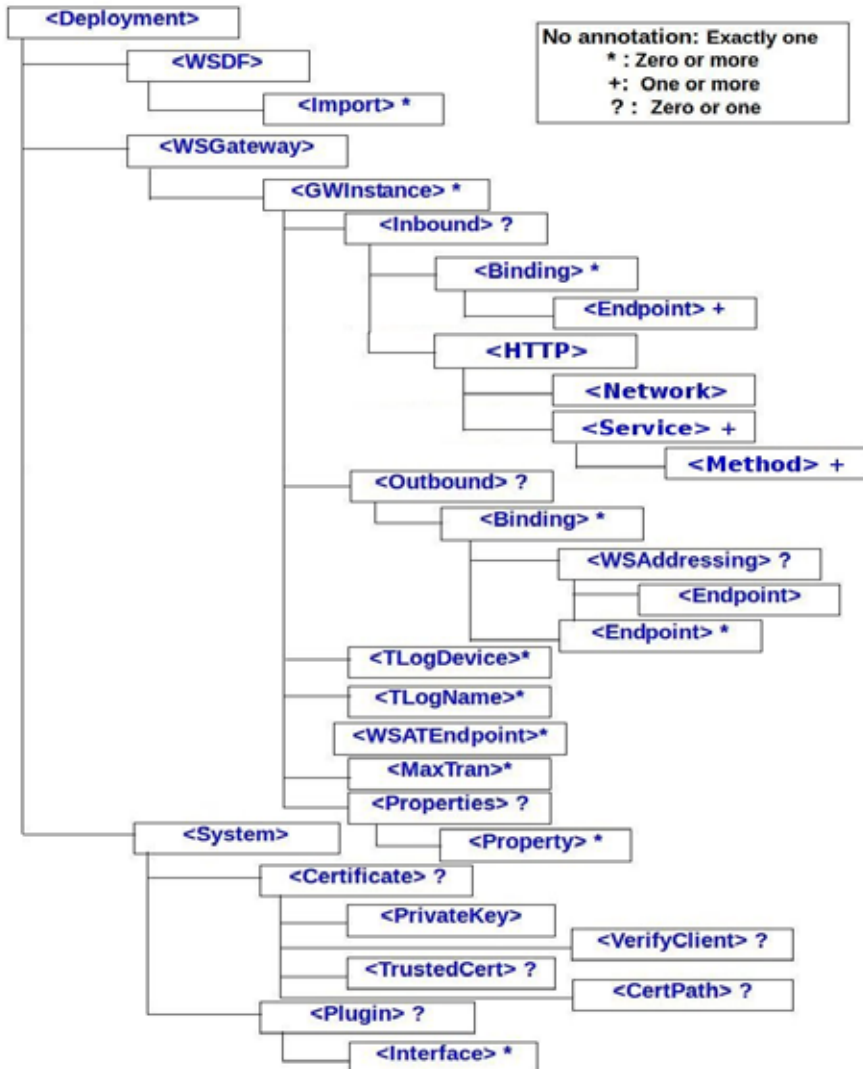 <Deployment>
No annotation: Exactly one
* : Zero or more
+: One or more
? : Zero or one
<WSDF>
<Import> *
<WSGateway>
<GWInstance> *
<Inbound> ?
<Binding> *
<Endpoint> +
<HTTP>
<Network>
<Service> +
<Method> +
<Outbound> ?
<Binding> *
<WSAddressing> ?
<Endpoint>
<Endpoint> *
<TLogDevice>*
<TLogName>*
<WSATEndpoint>*
<MaxTran>*
<Properties> ?
<System>
<Property> *
<Certificate> ?
<PrivateKey>
<VerifyClient> ?
<TrustedCert> ?
<CertPath> ?
<Plugin> ?
<Interface> *